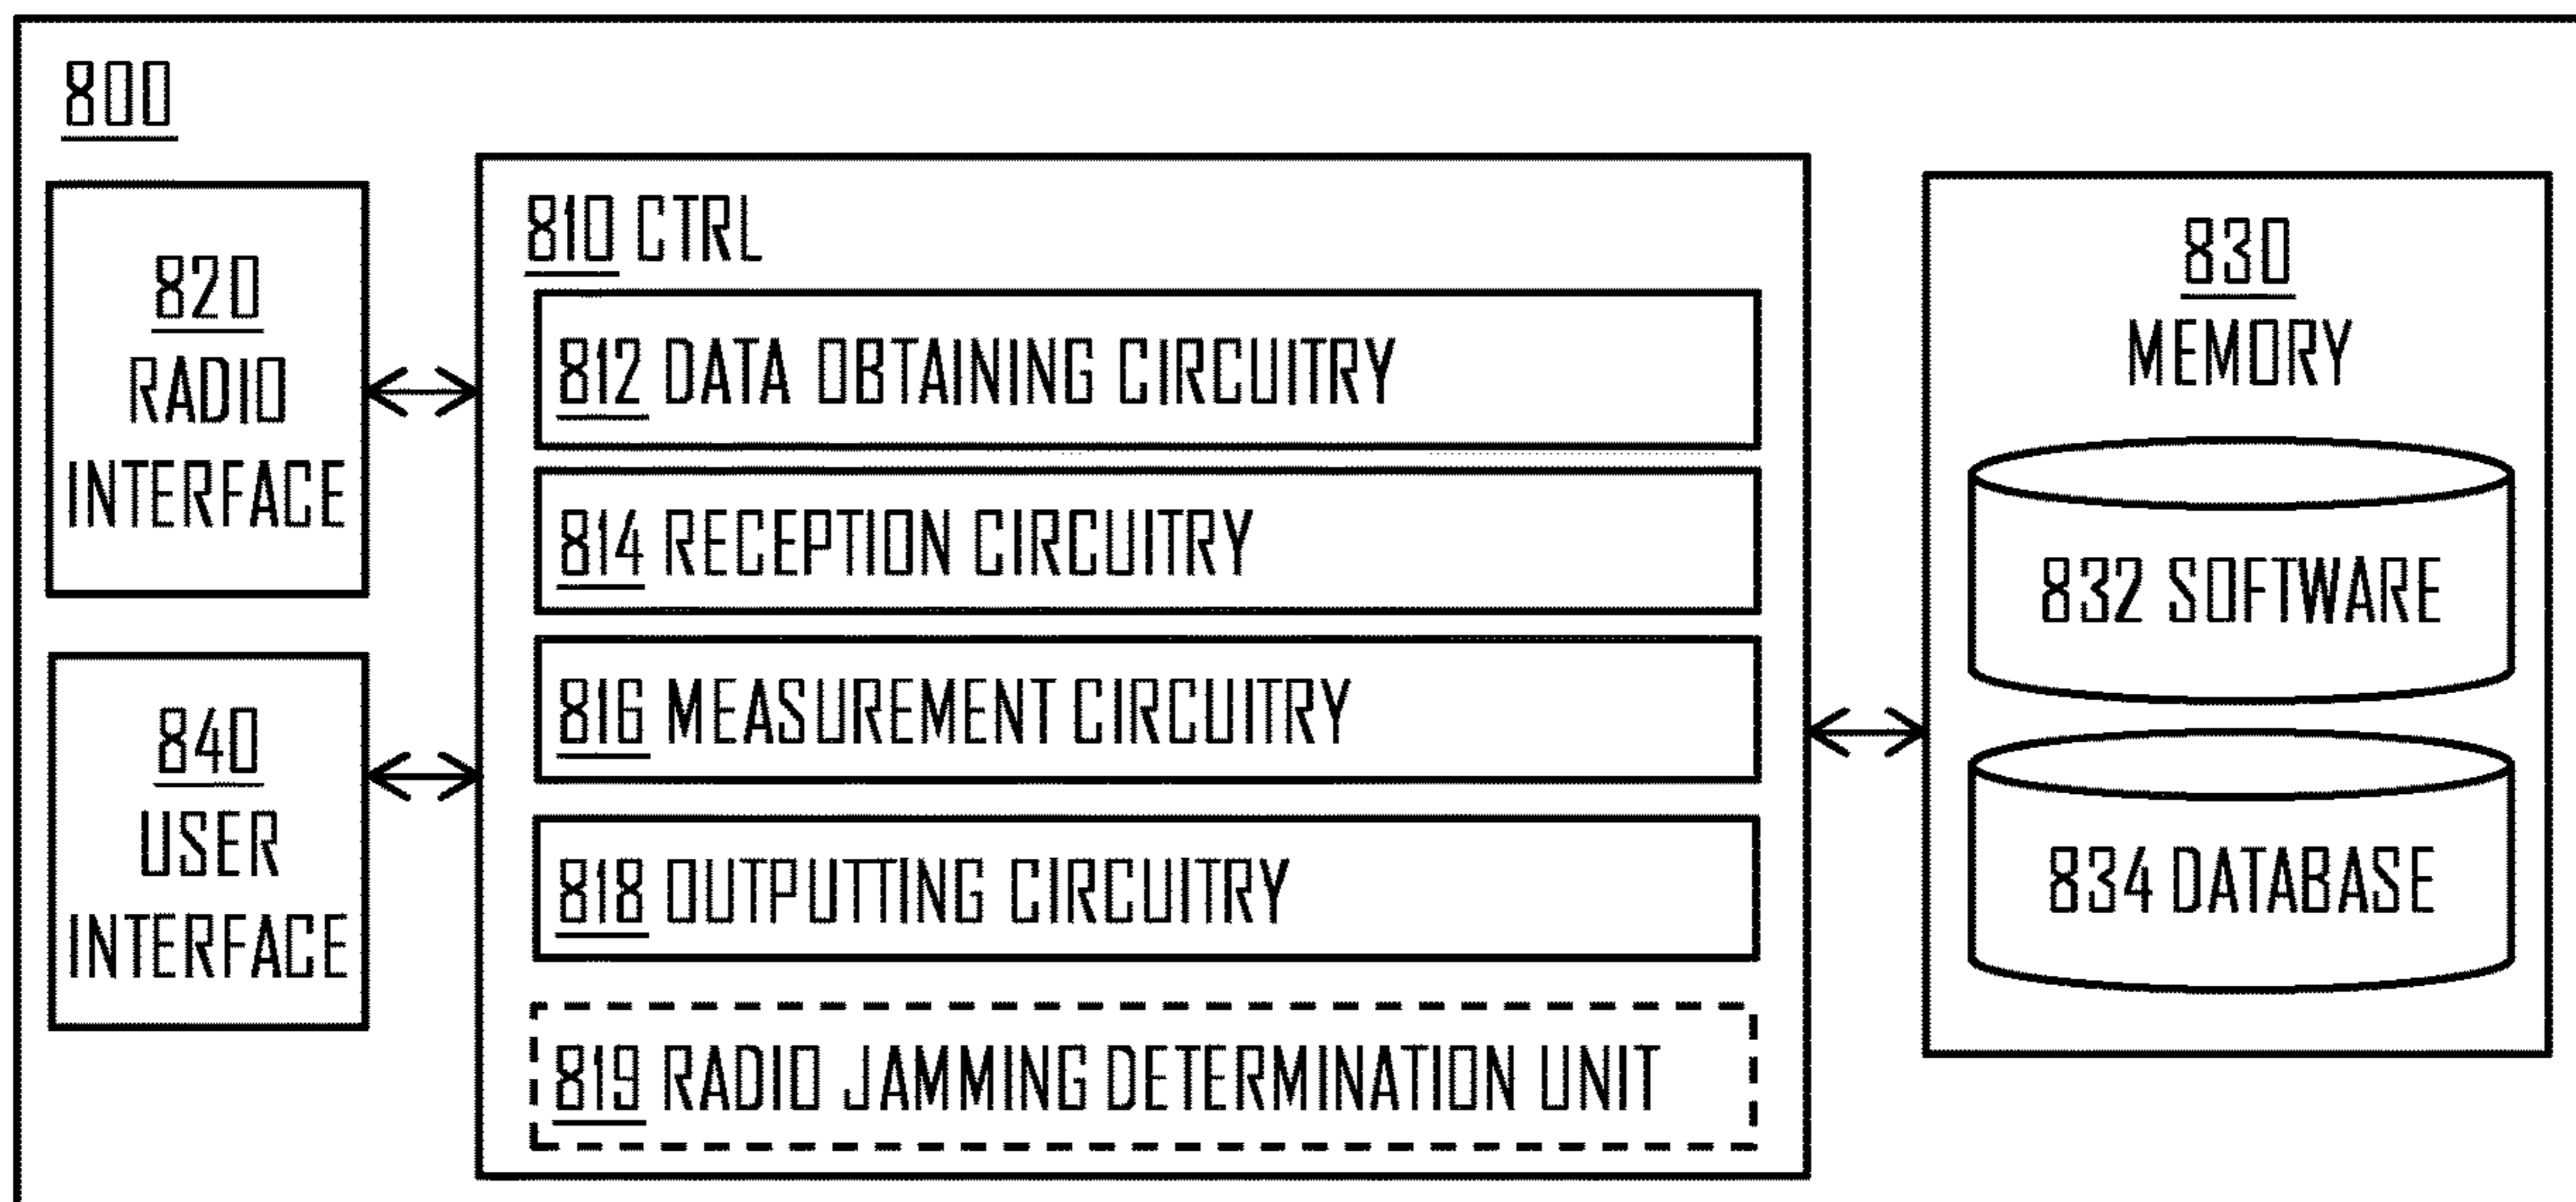 800
820
RADIO
INTERFACE
840
USER
INTERFACE
810 CTRL
812 DATA OBTAINING CIRCUITRY
814 RECEPTION CIRCUITRY
816 MEASUREMENT CIRCUITRY
818 OUTPUTTING CIRCUITRY
819 RADIO JAMMING DETERMINATION UNIT
830
MEMORY
832 SOFTWARE
834 DATABASE